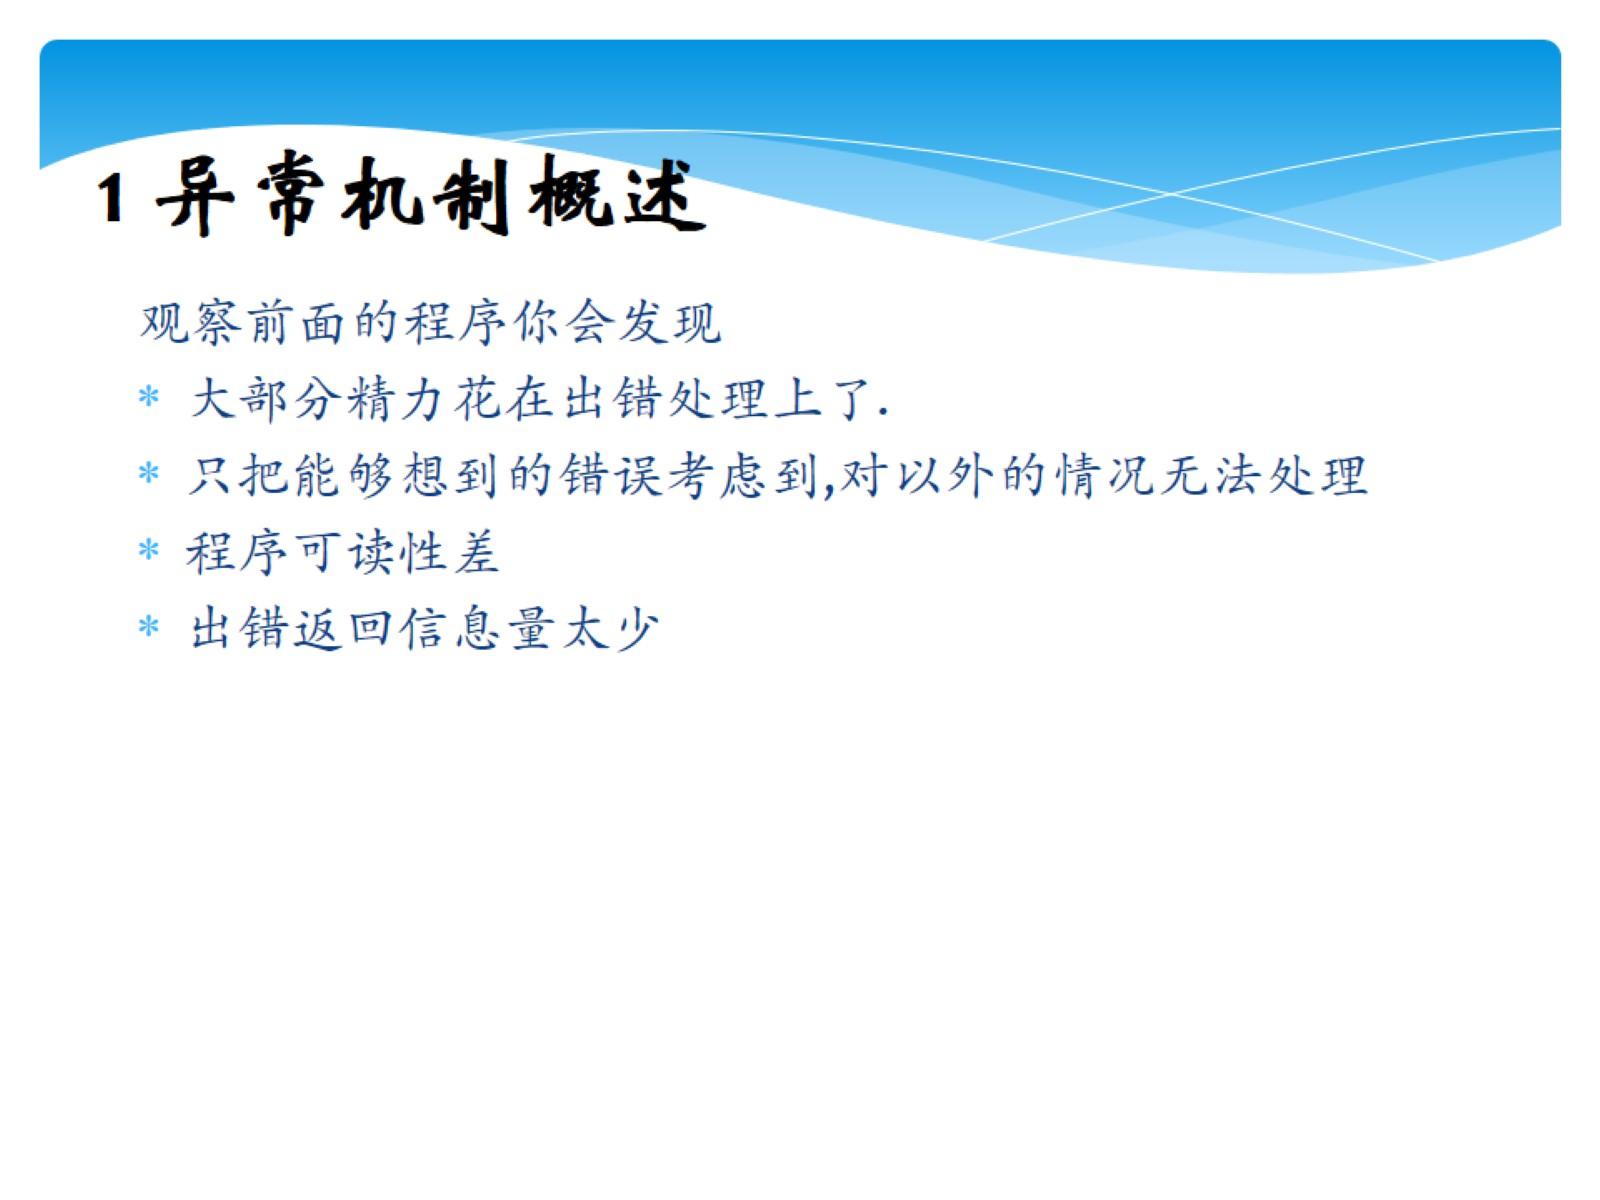 1 异常机制概述
观察前面的程序你会发现
* 大部分精力花在出错处理上了.
* 只把能够想到的错误考虑到,对以外的情况无法处理
* 程序可读性差
* 出错返回信息量太少